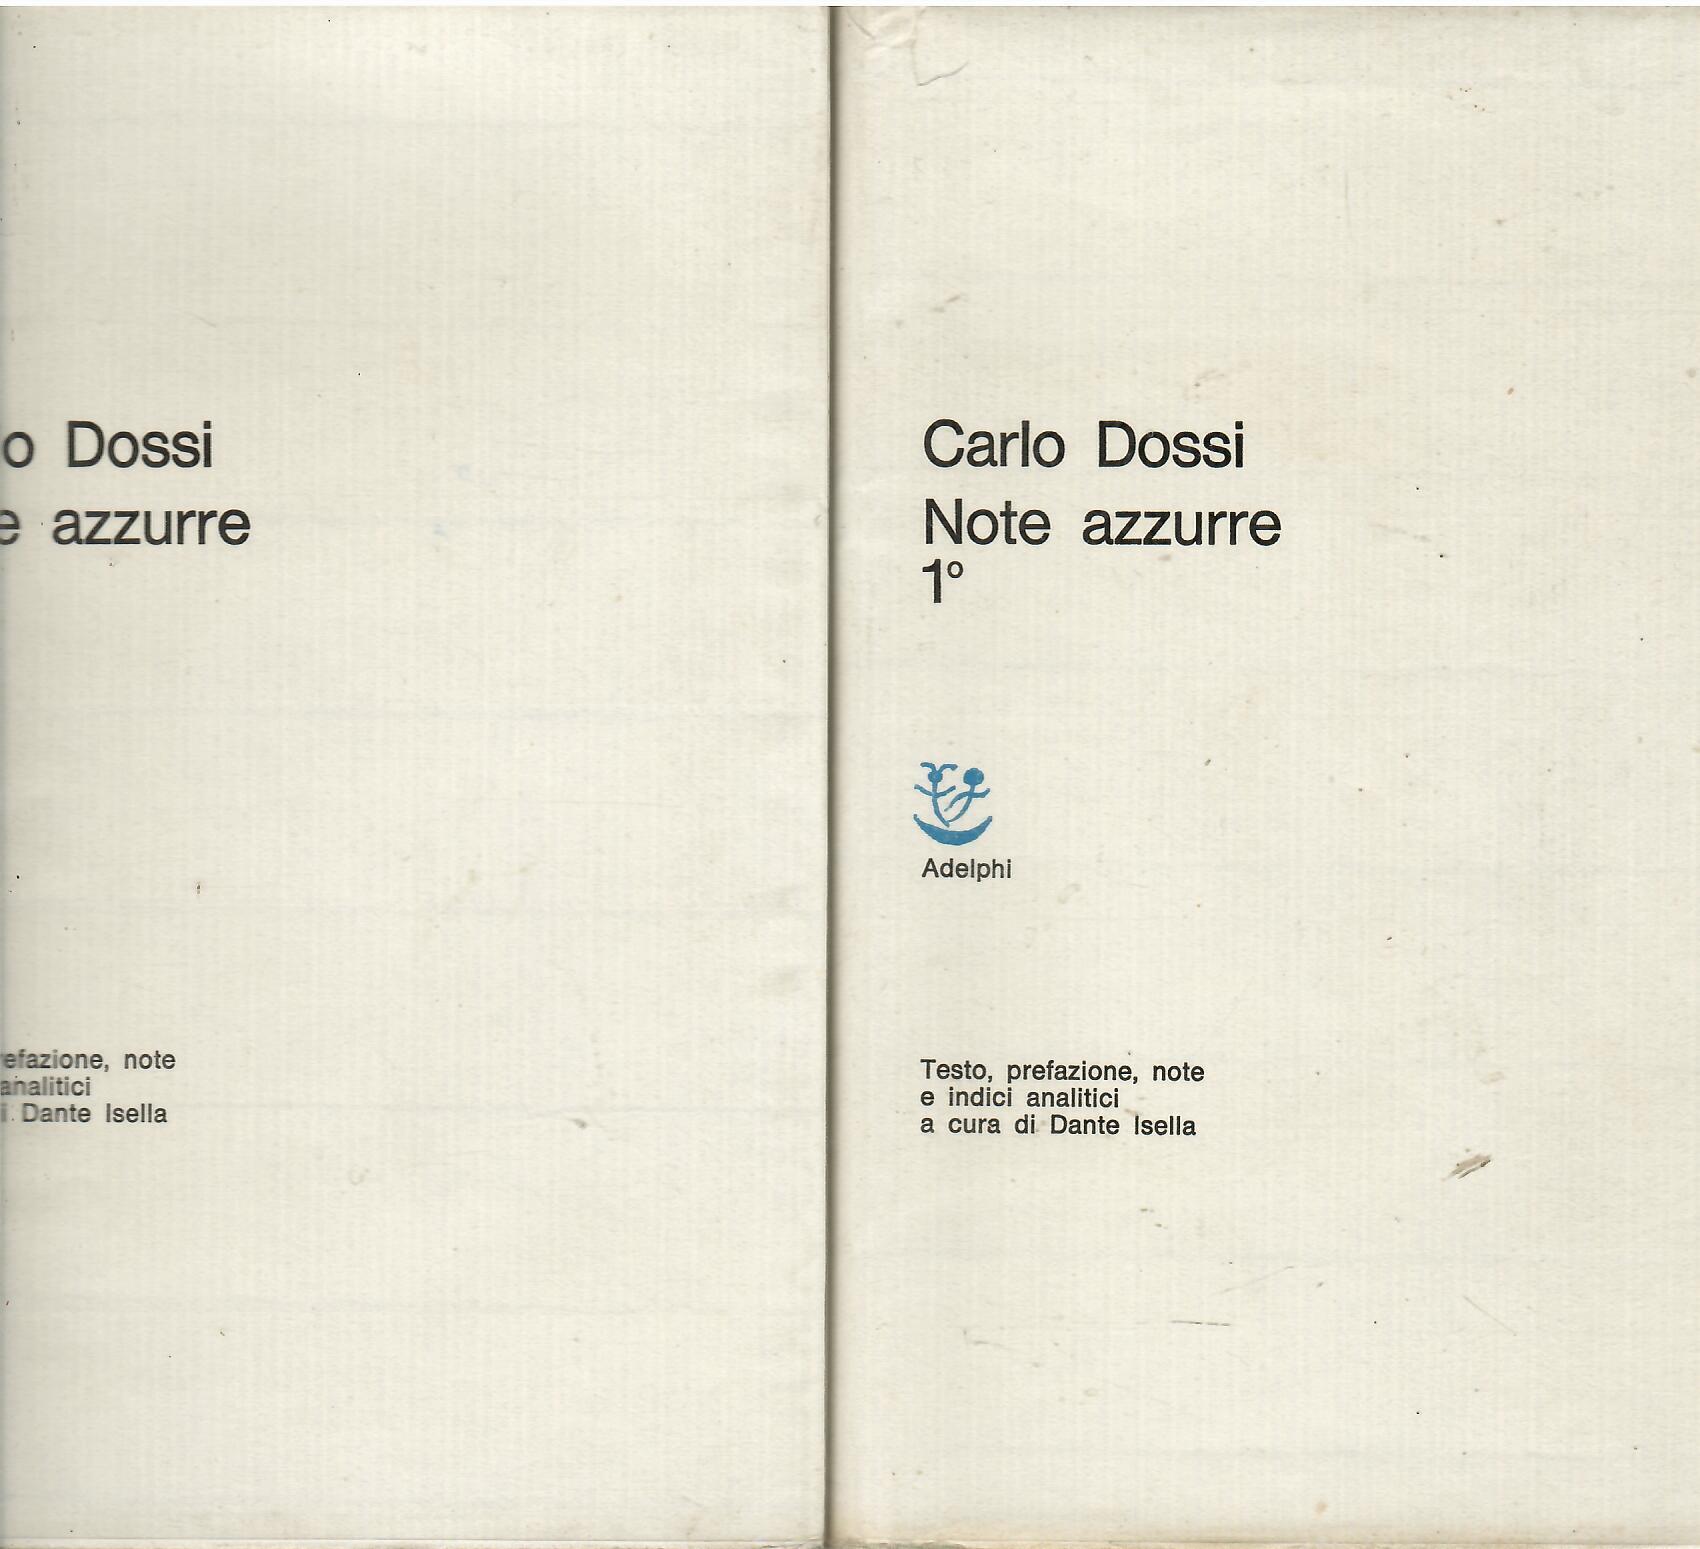 o Dossi
e azzurre
efazione, note
analitici
i Dante Isella
Carlo Dossi
Note azzurre
1º
Adelphi
Testo, prefazione, note
e indici analitici
a cura di Dante Isella